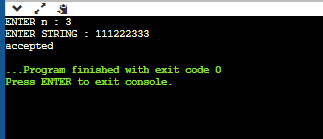 ENTER n : 3
ENTER STRING : 111222333
accepted
...Program finished with exit code 0
Press ENTER to exit console.